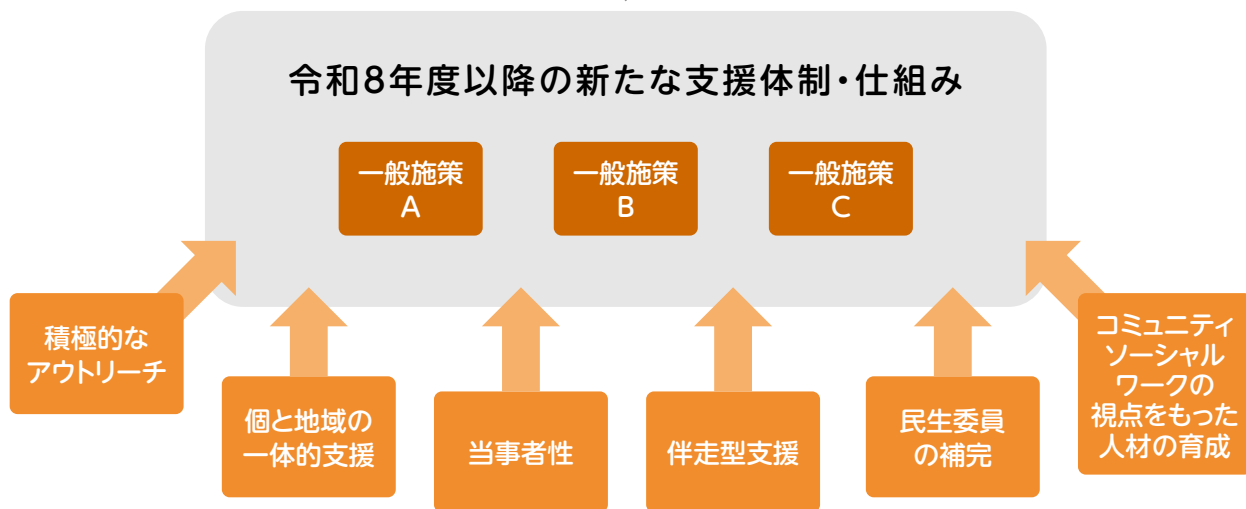 令和8年度以降の新たな支援体制・仕組み
一般施策
A
一般施策
B
一般施策
C
積極的な
アウトリーチ
個と地域の
一体的支援
当事者性
伴走型支援
民生委員
の補完
コミュニティ
ソーシャル
ワークの
視点をもった
人材の育成